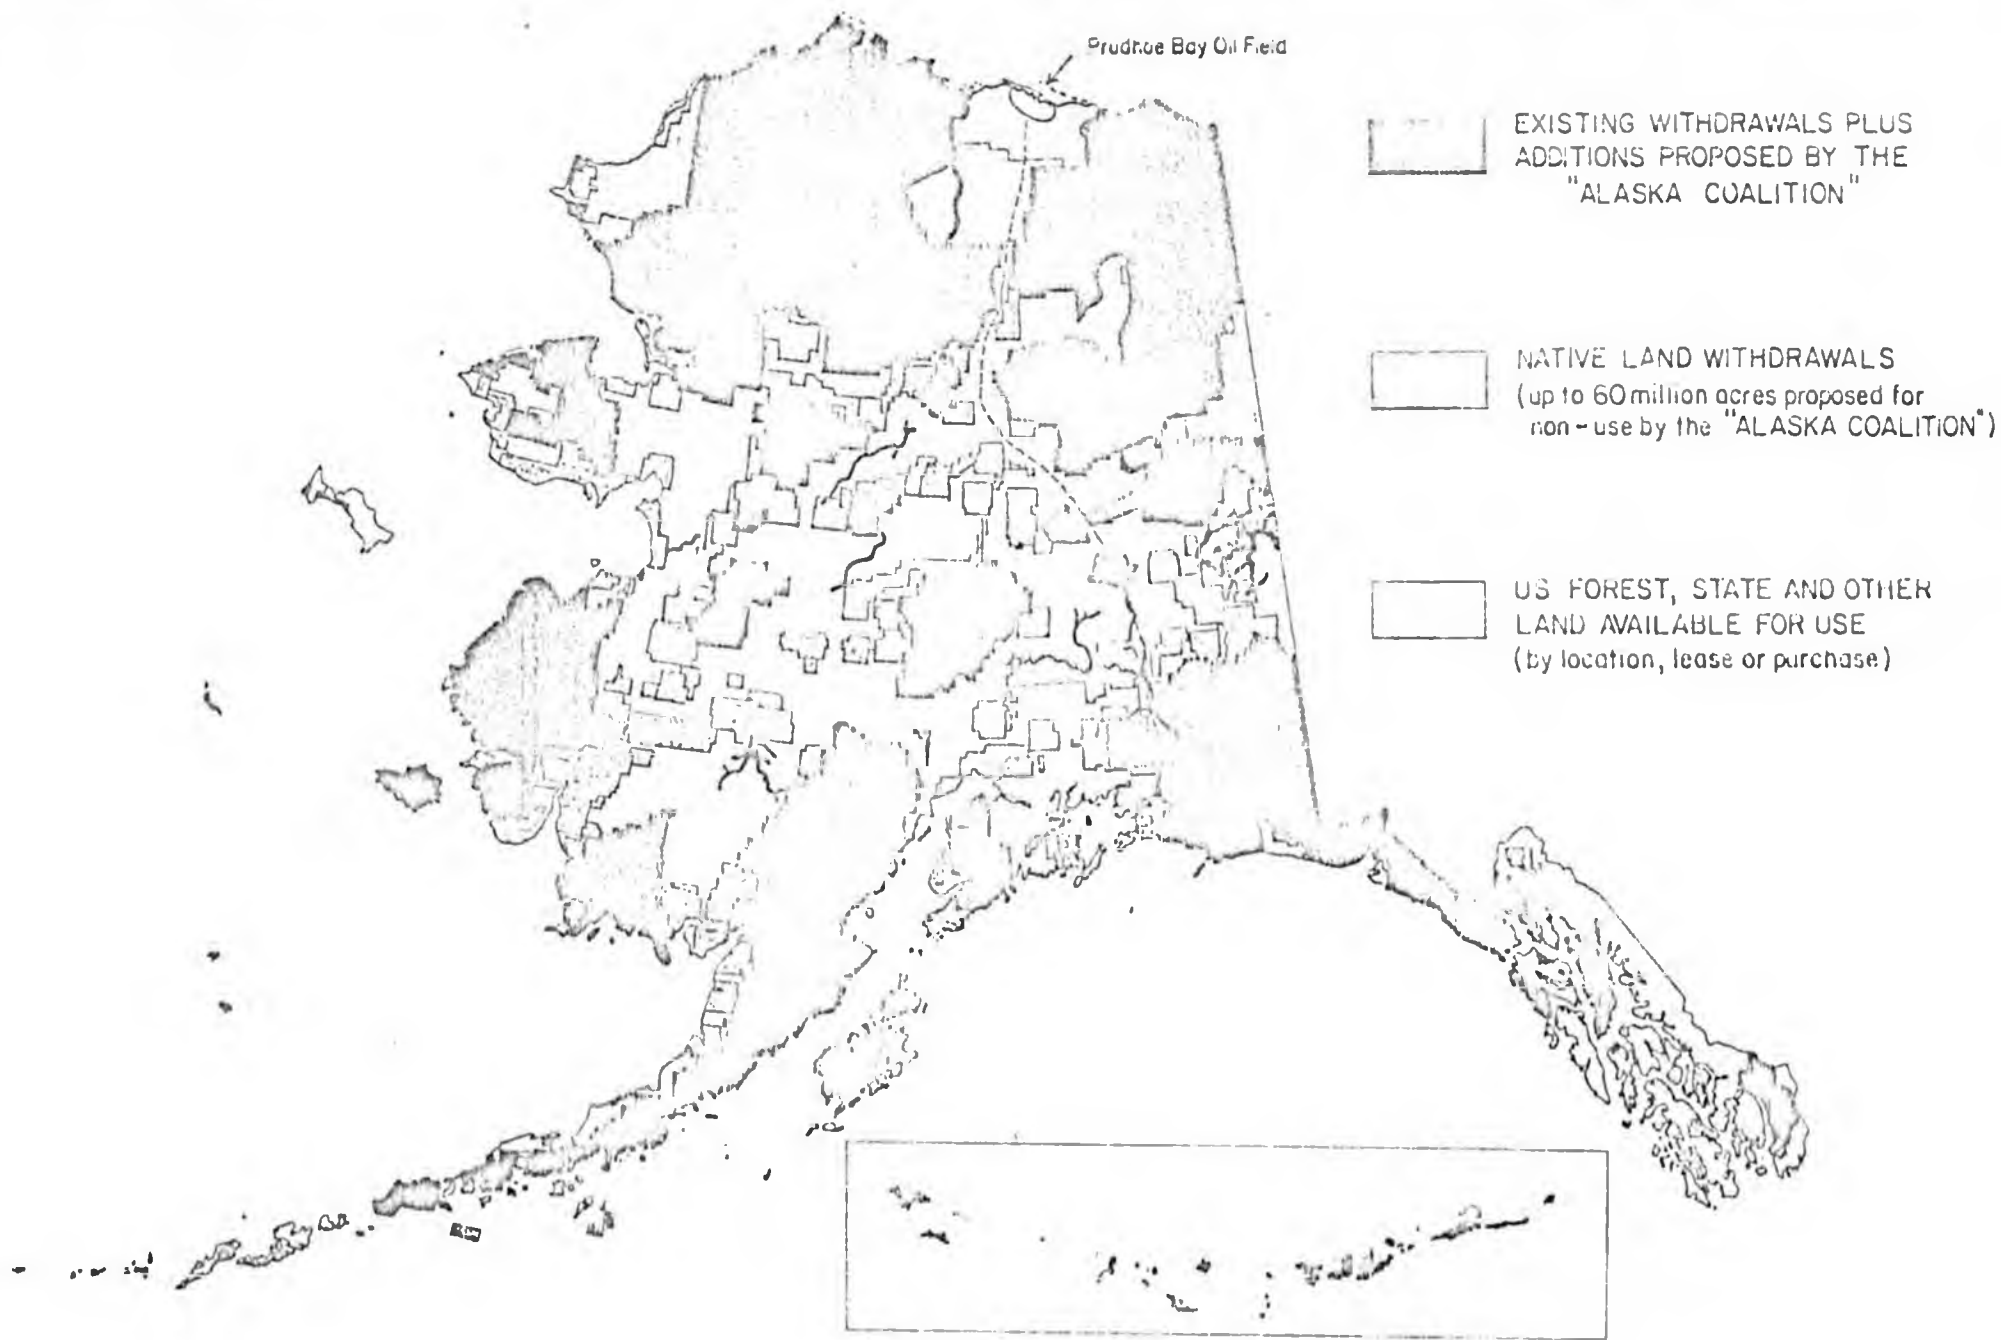 Prudhoe Bay Oil Field
EXISTING WITHDRAWALS PLUS
ADDITIONS PROPOSED BY THE
"ALASKA COALITION"
NATIVE LAND WITHDRAWALS
(up to 60 million acres proposed for
non-use by the "ALASKA COALITION")
US FOREST, STATE AND OTHER
LAND AVAILABLE FOR USE
(by location, lease or purchase)